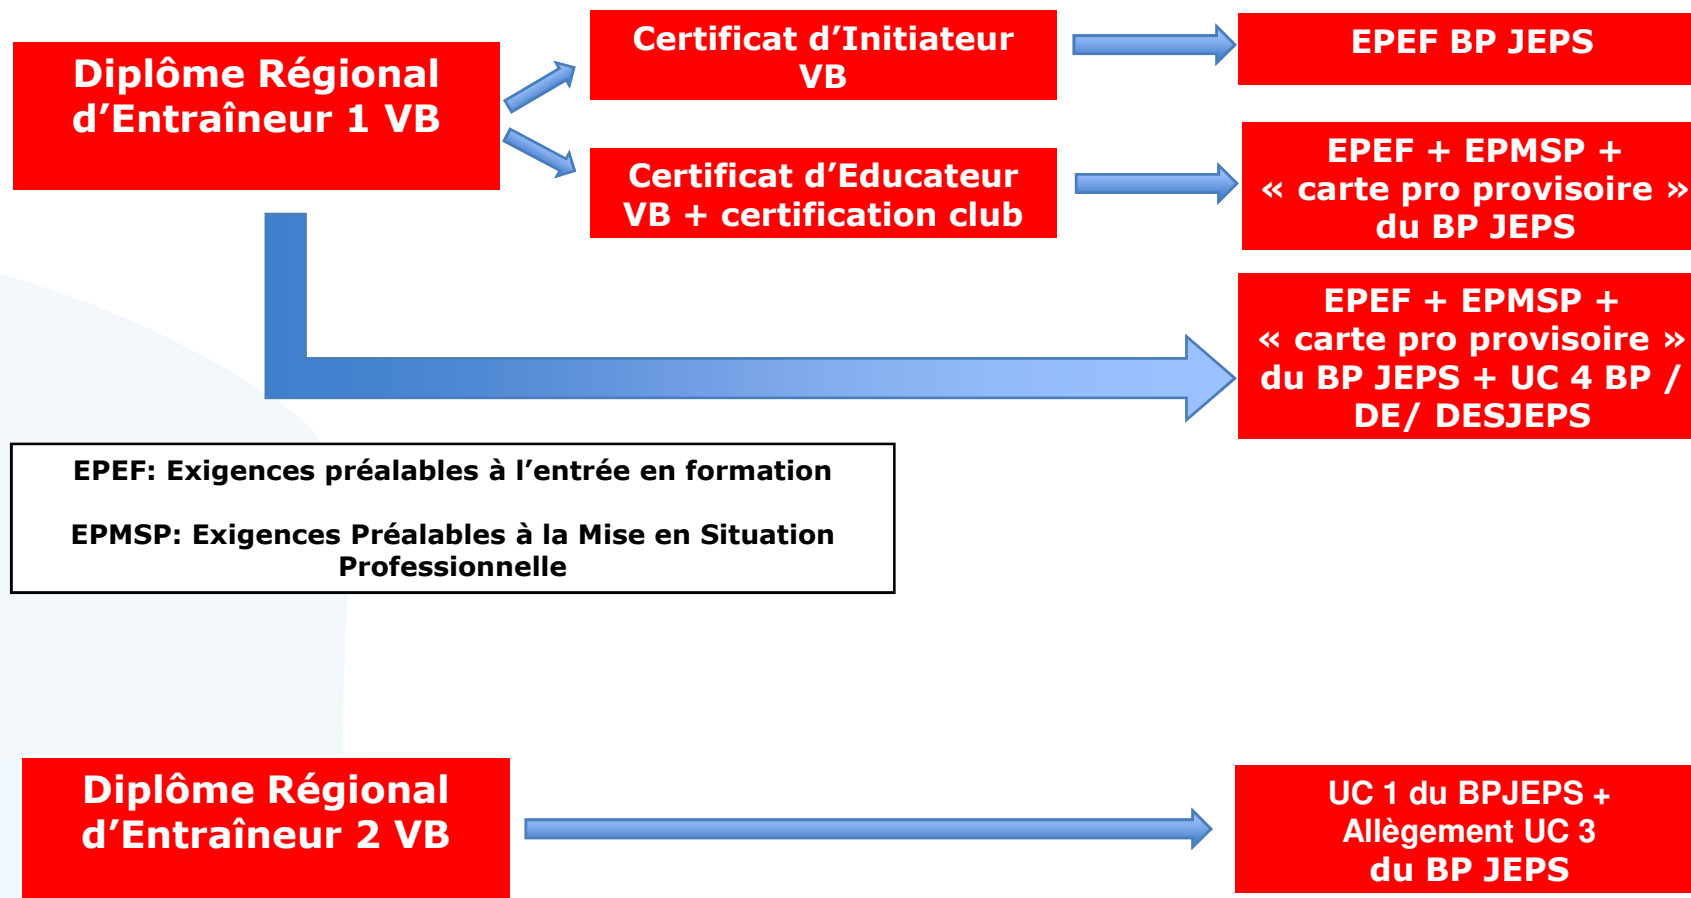 Diplôme Régional
d’Entraîneur 1 VB
Certificat d’Initiateur
VB
EPEF BP JEPS
Certificat d’Educateur
VB + certification club
EPEF + EPMSP +
« carte pro provisoire »
du BP JEPS
EPEF + EPMSP +
« carte pro provisoire »
du BP JEPS + UC 4 BP /
DE/ DESJEPS
EPEF: Exigences préalables à l’entrée en formation
EPMSP: Exigences Préalables à la Mise en Situation
Professionnelle
Diplôme Régional
d’Entraîneur 2 VB
UC 1 du BPJEPS +
Allègement UC 3
du BP JEPS